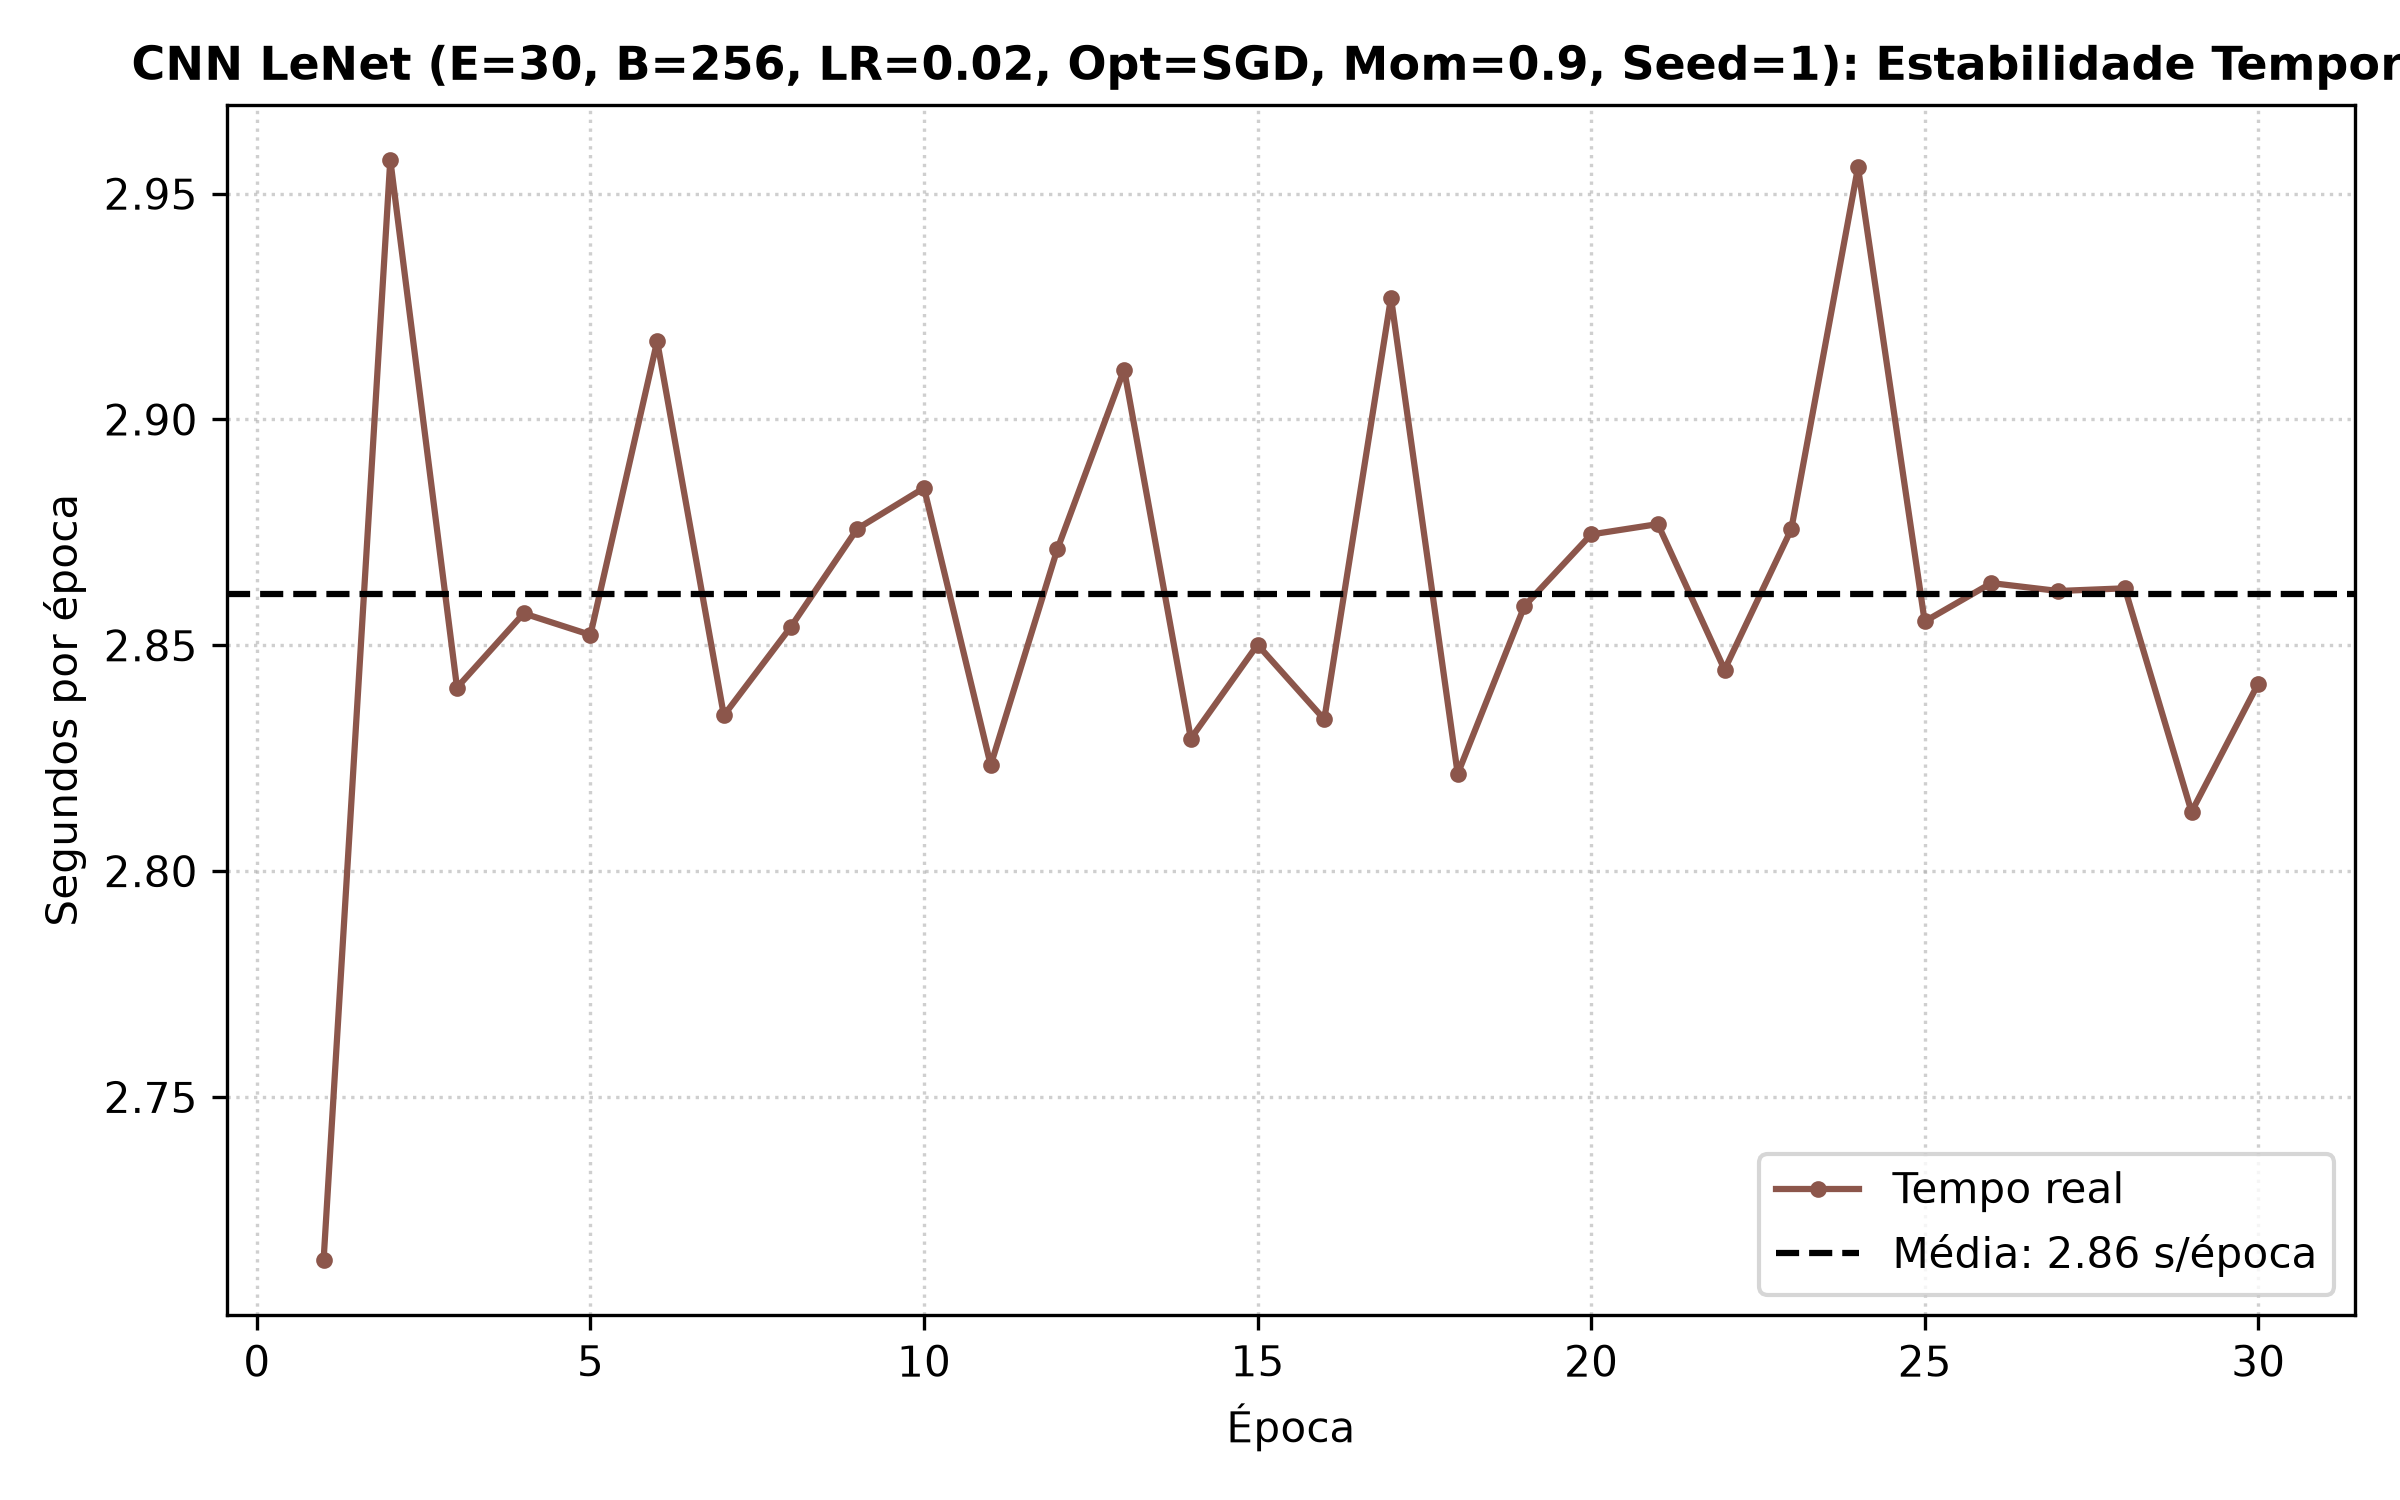 CNN LeNet (E=30, B=256, LR=0.02, Opt=SGD, Mom=0.9, Seed=1): Estabilidade Tempor
Segundos por época
2.95
2.90
2.85
2.80
2.75
Tempo real
Média: 2.86 s/época
0 5 10 15 20 25 30
Época